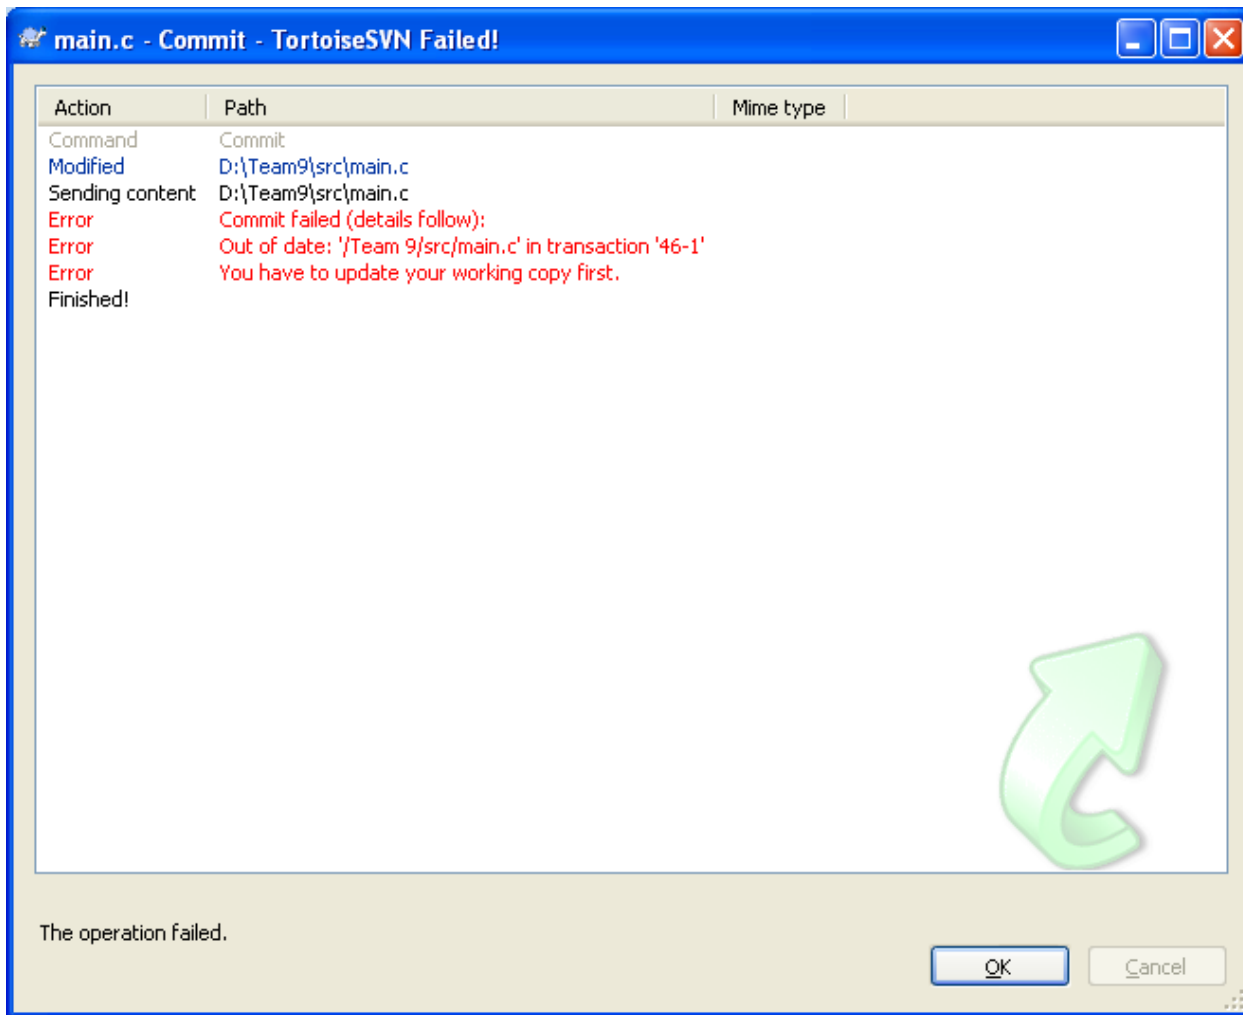 main.c - Commit - TortoiseSVN Failed!
Action Path Mime type
Command Commit
Modified D:\Team9\src\main.c
Sending content D:\Team9\src\main.c
Error Commit failed (details follow):
Error Out of date: '/Team 9/src/main.c' in transaction '46-1'
Error You have to update your working copy first.
Finished!
The operation failed.
OK Cancel